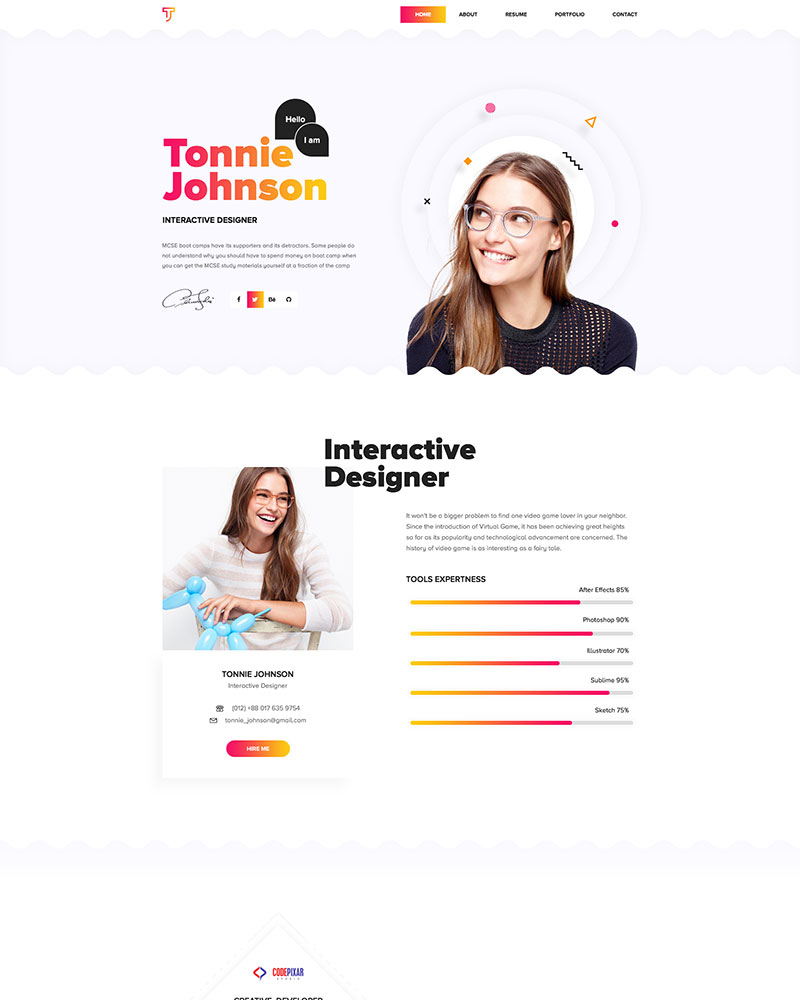 HOME ABOUT RESUME PORTFOLIO CONTACT
Hello
I am
Tonnie
Johnson
INTERACTIVE DESIGNER
MCSE boot camps have its supporters and its detractors. Some people do
not understand why you should have to spend money on boot camp when
you can get the MCSE study materials yourself at a fraction of the camp
Bē
Interactive
Designer
It won't be a bigger problem to find one video game lover in your neighbor.
Since the introduction of Virtual Game, it has been achieving great heights
so far as its popularity and technological advancement are concerned. The
history of video game is as interesting as a fairy tale.
TOOLS EXPERTNESS
After Effects 85%
Photoshop 90%
Illustrator 70%
Sublime 95%
Sketch 75%
TONNIE JOHNSON
Interactive Designer
(012) +88 017 635 9754
tonnie_johnson@gmail.com
HIRE ME
CODEPIXAR
STUDIO
CREATIVE DEVELOPER